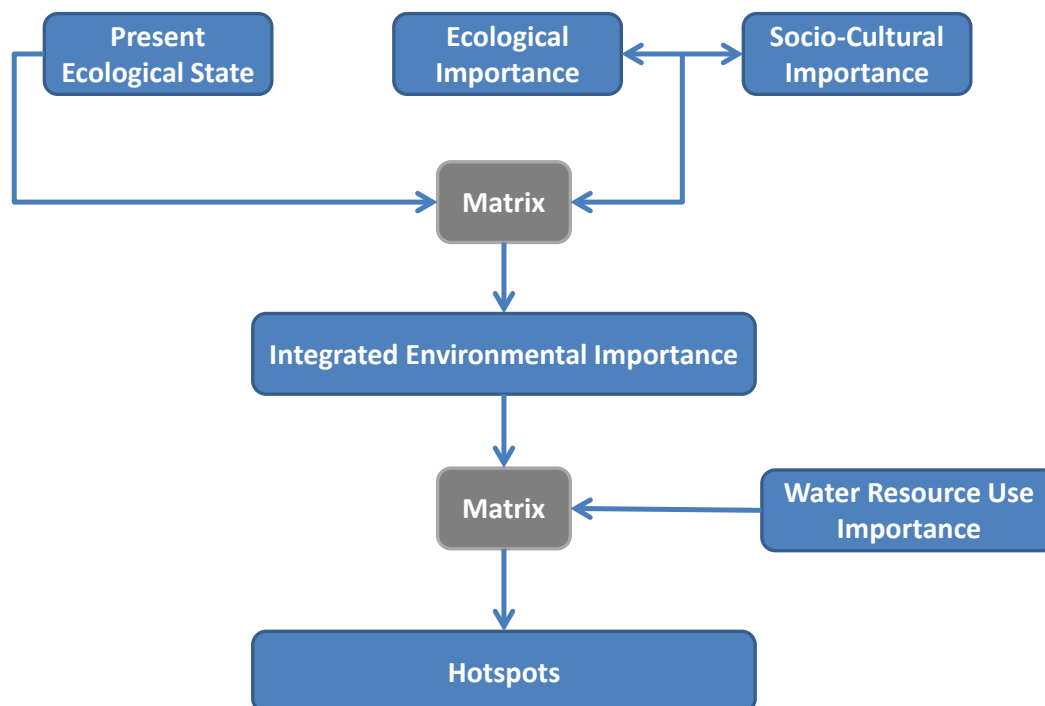 Present
Ecological State
Ecological
Importance
Socio-Cultural
Importance
Matrix
Integrated Environmental Importance
Matrix
Water Resource Use
Importance
Hotspots